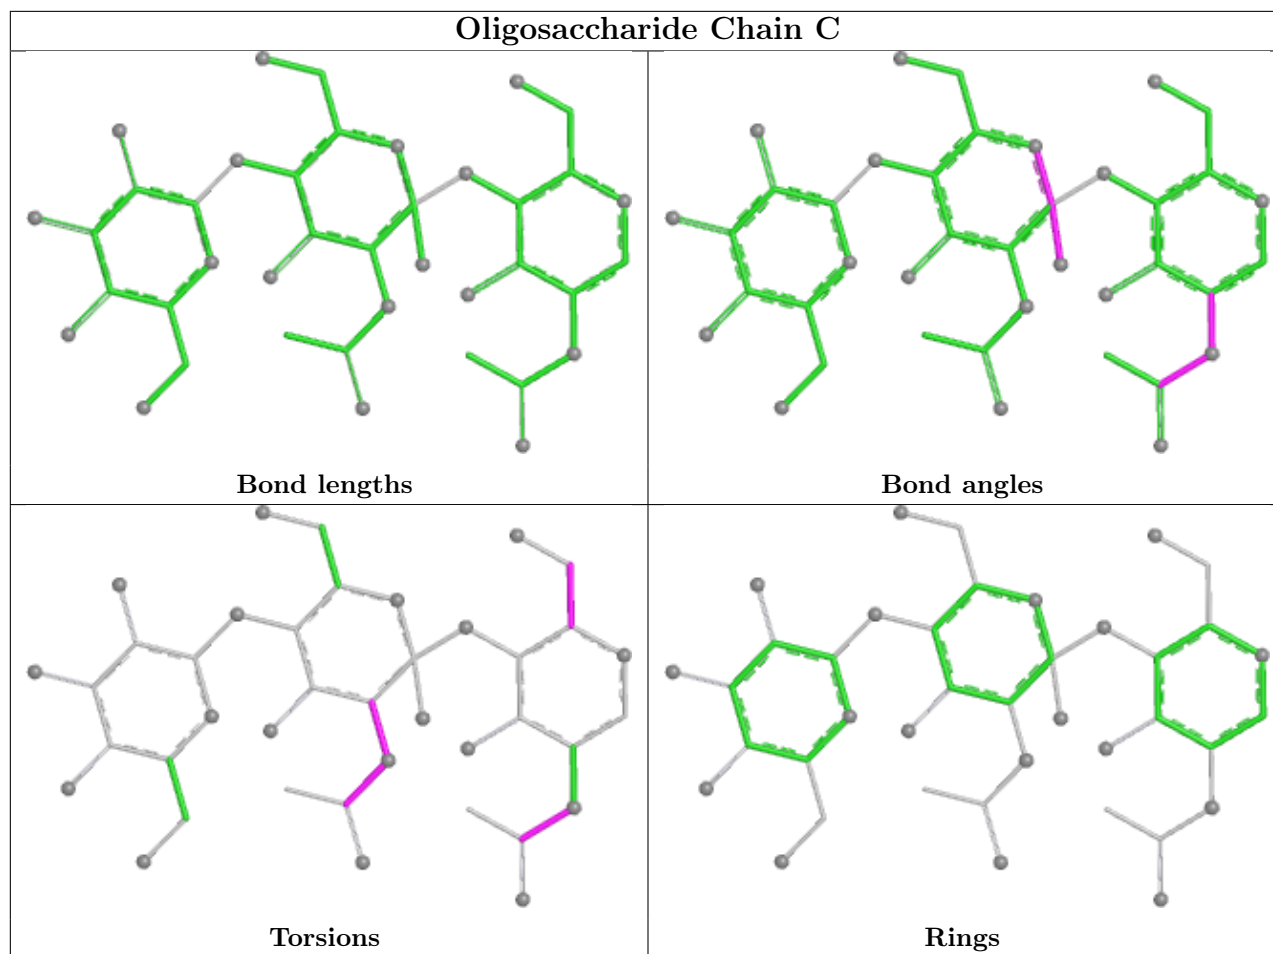 Oligosaccharide Chain C
Bond lengths
Bond angles
Torsions
Rings